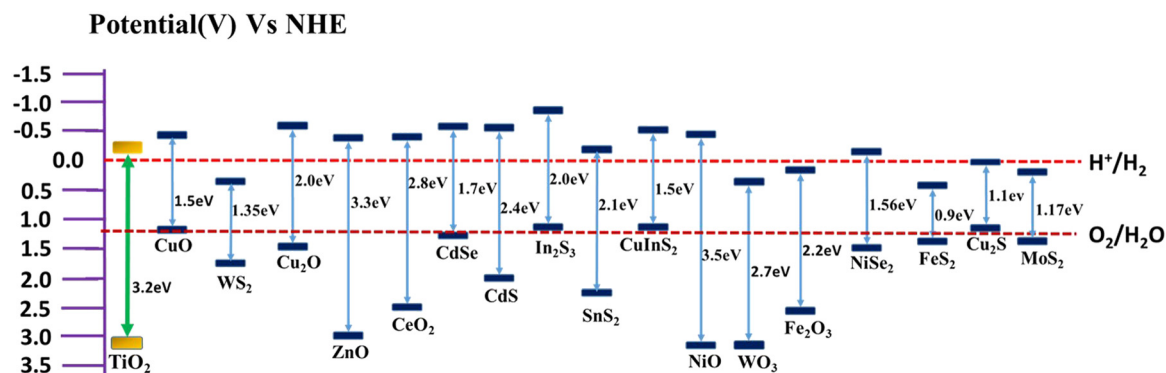 Potential(V) Vs NHE
-1.5
-1.0
-0.5
0.0
0.5
1.0
1.5
2.0
2.5
3.0
3.5
H⁺/H₂
O₂/H₂O
3.2eV
TiO₂
1.5eV
CuO
1.35eV
WS₂
2.0eV
Cu₂O
3.3eV
ZnO
2.8eV
CeO₂
1.7eV
CdSe
2.4eV
CdS
2.0eV
In₂S₃
2.1eV
SnS₂
1.5eV
CuInS₂
3.5eV
NiO
2.7eV
WO₃
2.2eV
Fe₂O₃
1.56eV
NiSe₂
0.9eV
FeS₂
1.1ev
Cu₂S
1.17eV
MoS₂